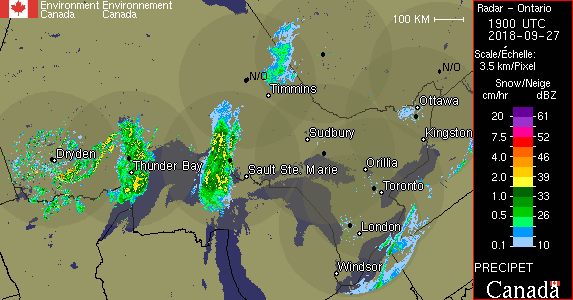 Environment Environnement
Canada Canada
100 KM
N/O
N/O
Timmins
Ottawa
Kingston
Sudbury
Dryden
Thunder Bay
Sault Ste. Marie
Orillia
Toronto
London
Windsor
Radar - Ontario
1900 UTC
2018-09-27
Scale/Échelle:
3.5 km/Pixel
Snow/Neige
cm/hr dBZ
20 61
7.5 52
4.0 46
2.0 39
1.0 33
0.5 26
0.1 10
PRECIPET
Canada